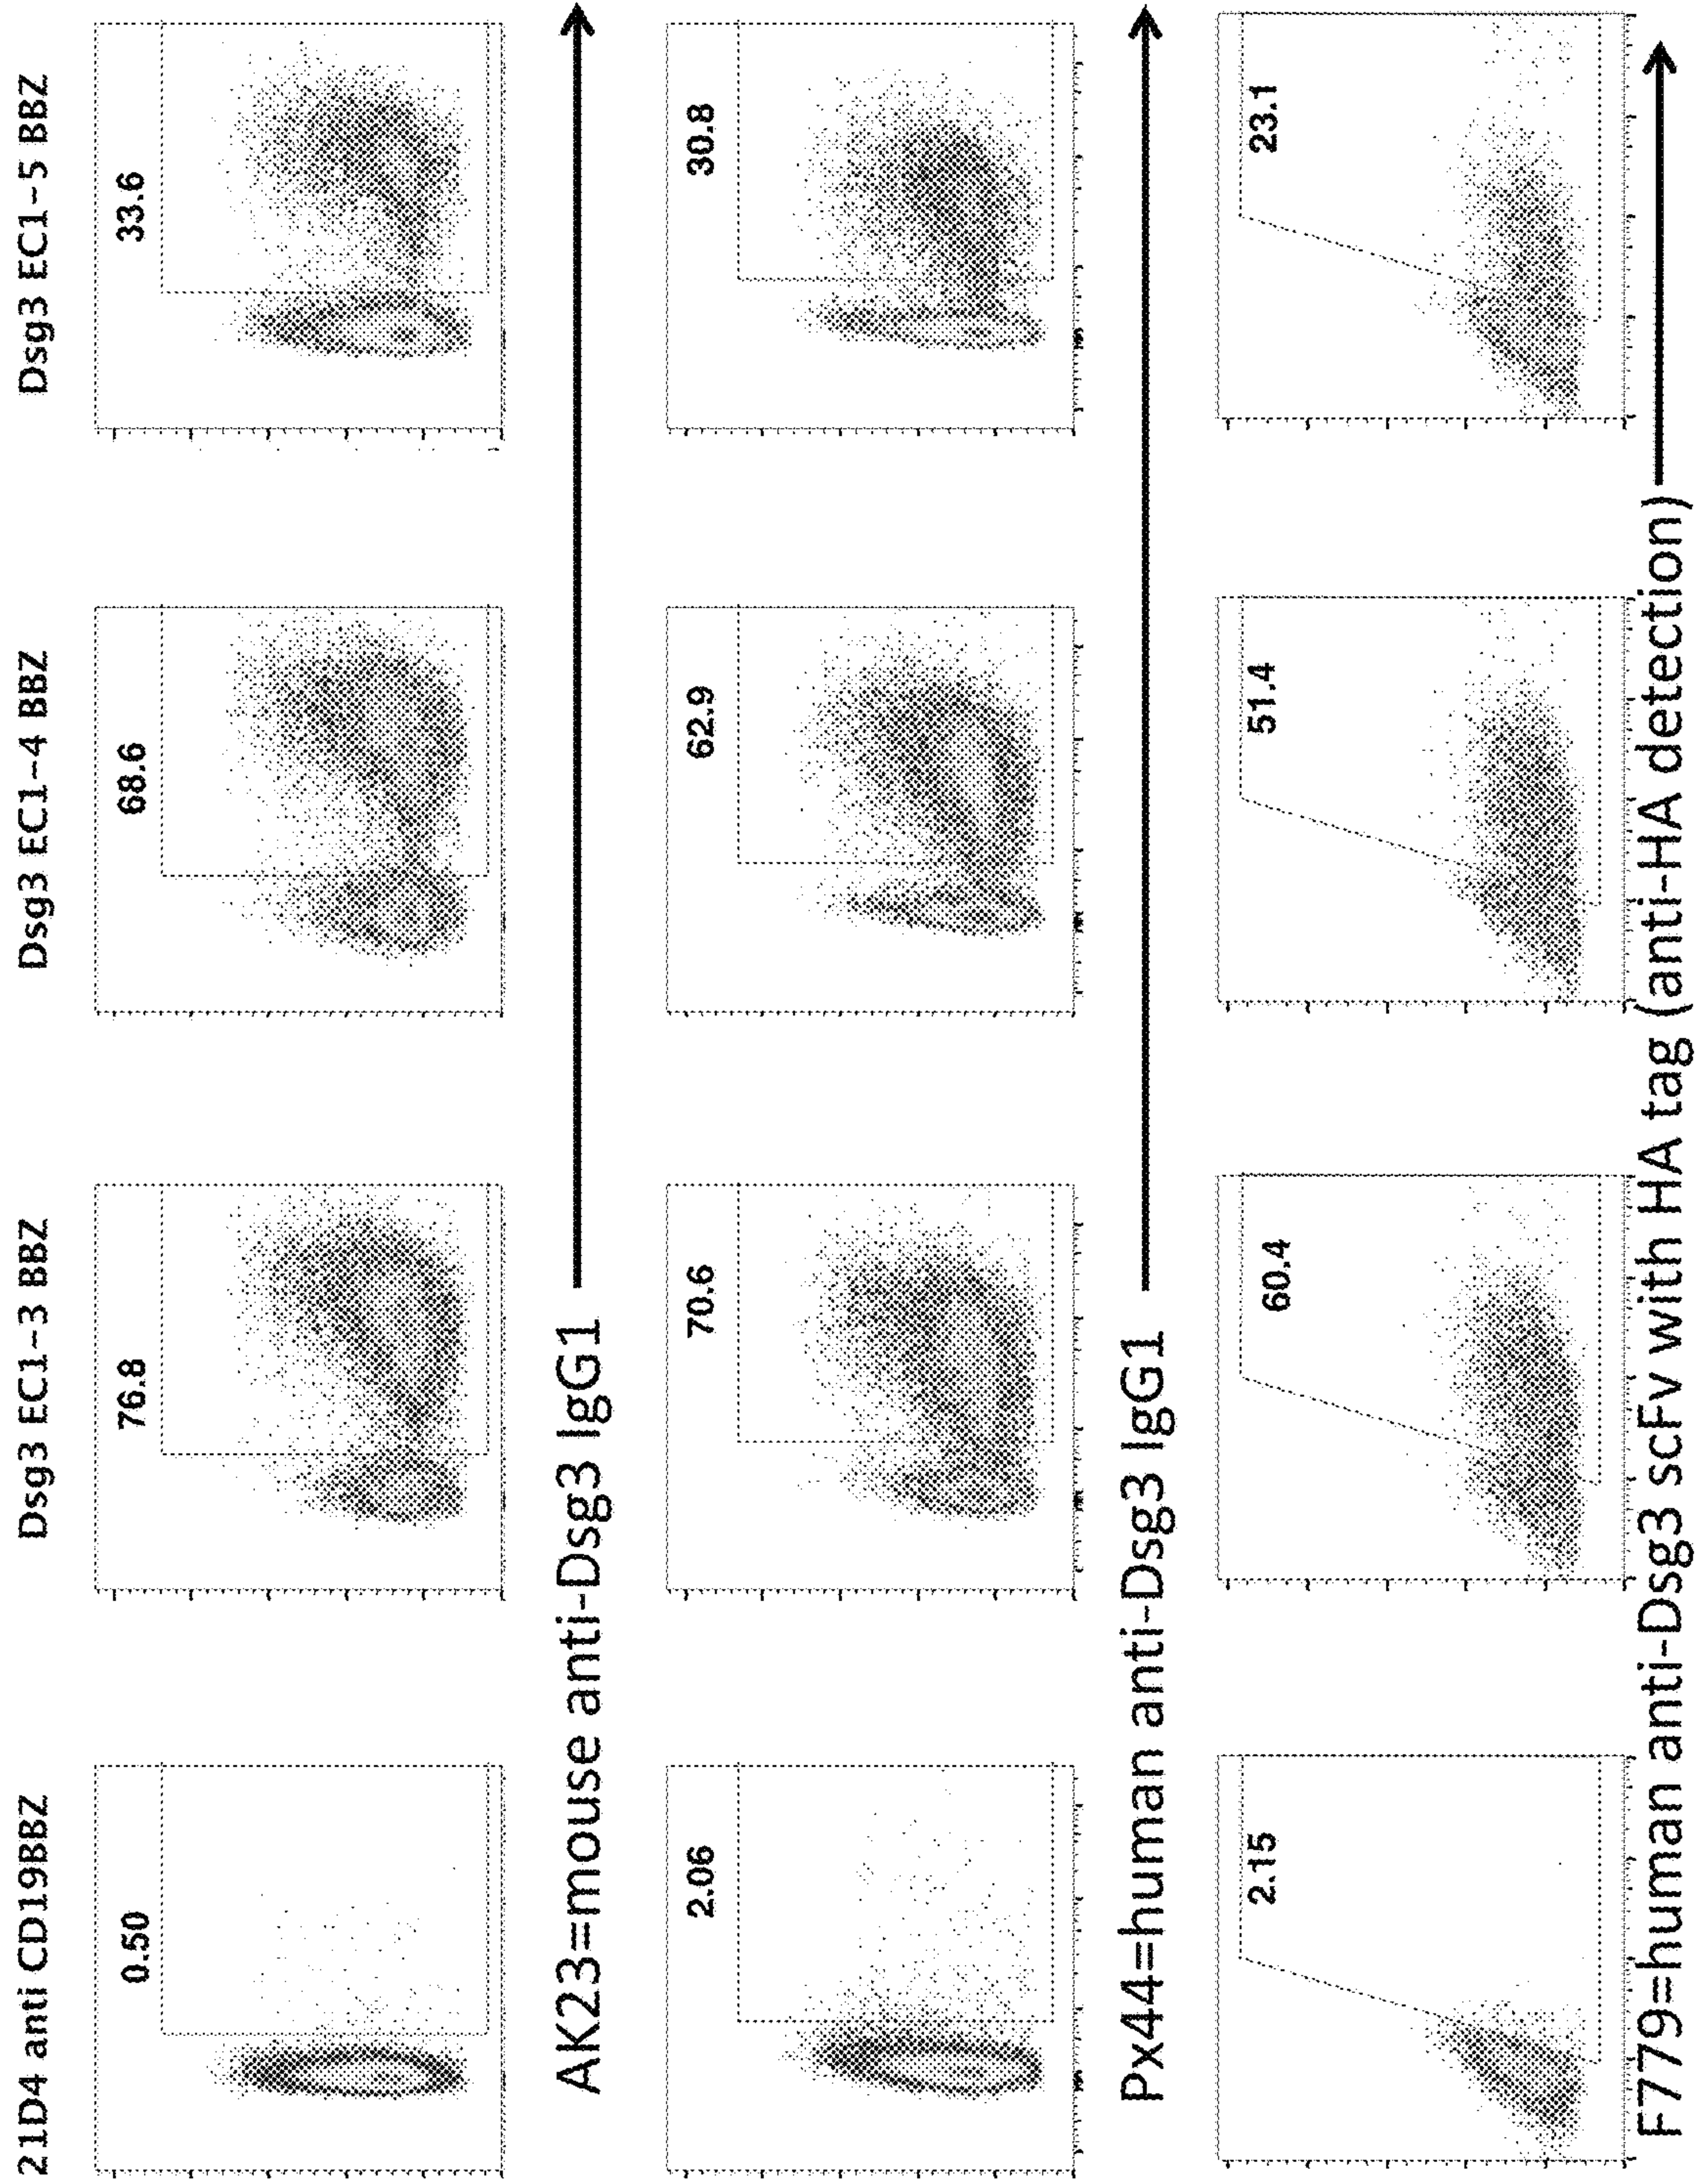 21D4 anti CD19BBZ
Dsg3 EC1-3 BBZ
Dsg3 EC1-4 BBZ
Dsg3 EC1-5 BBZ
0.50
76.8
68.6
33.6
AK23=mouse anti-Dsg3 IgG1
2.06
70.6
62.9
30.8
Px44=human anti-Dsg3 IgG1
2.15
60.4
51.4
23.1
F779=human anti-Dsg3 scFv with HA tag (anti-HA detection)